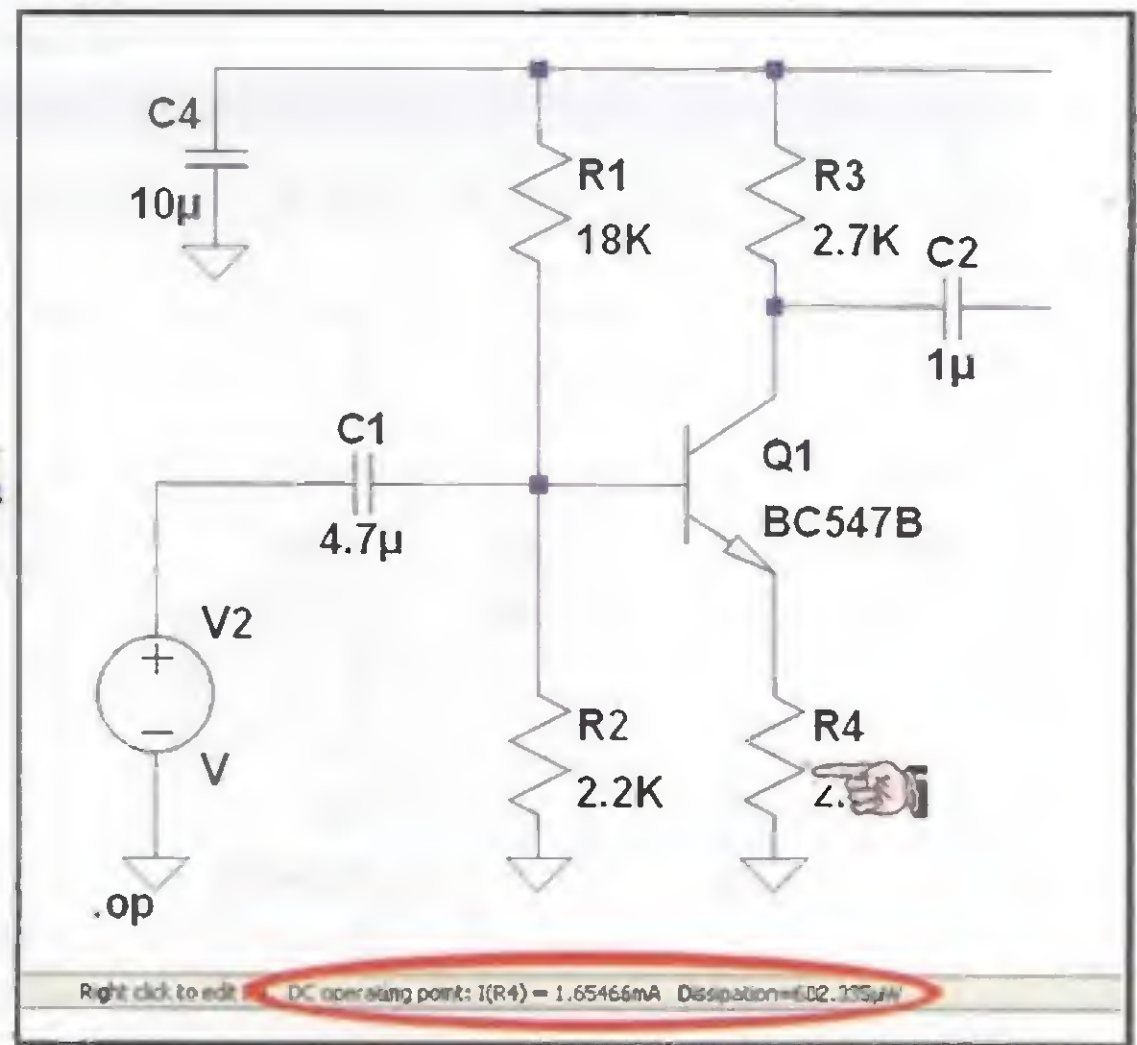 C4
10µ
R1
18K
R3
2.7K
C2
1µ
C1
4.7µ
Q1
BC547B
V2
V
R2
2.2K
R4
.op
Right click to edit DC operating point: I(R4) = 1.65466mA